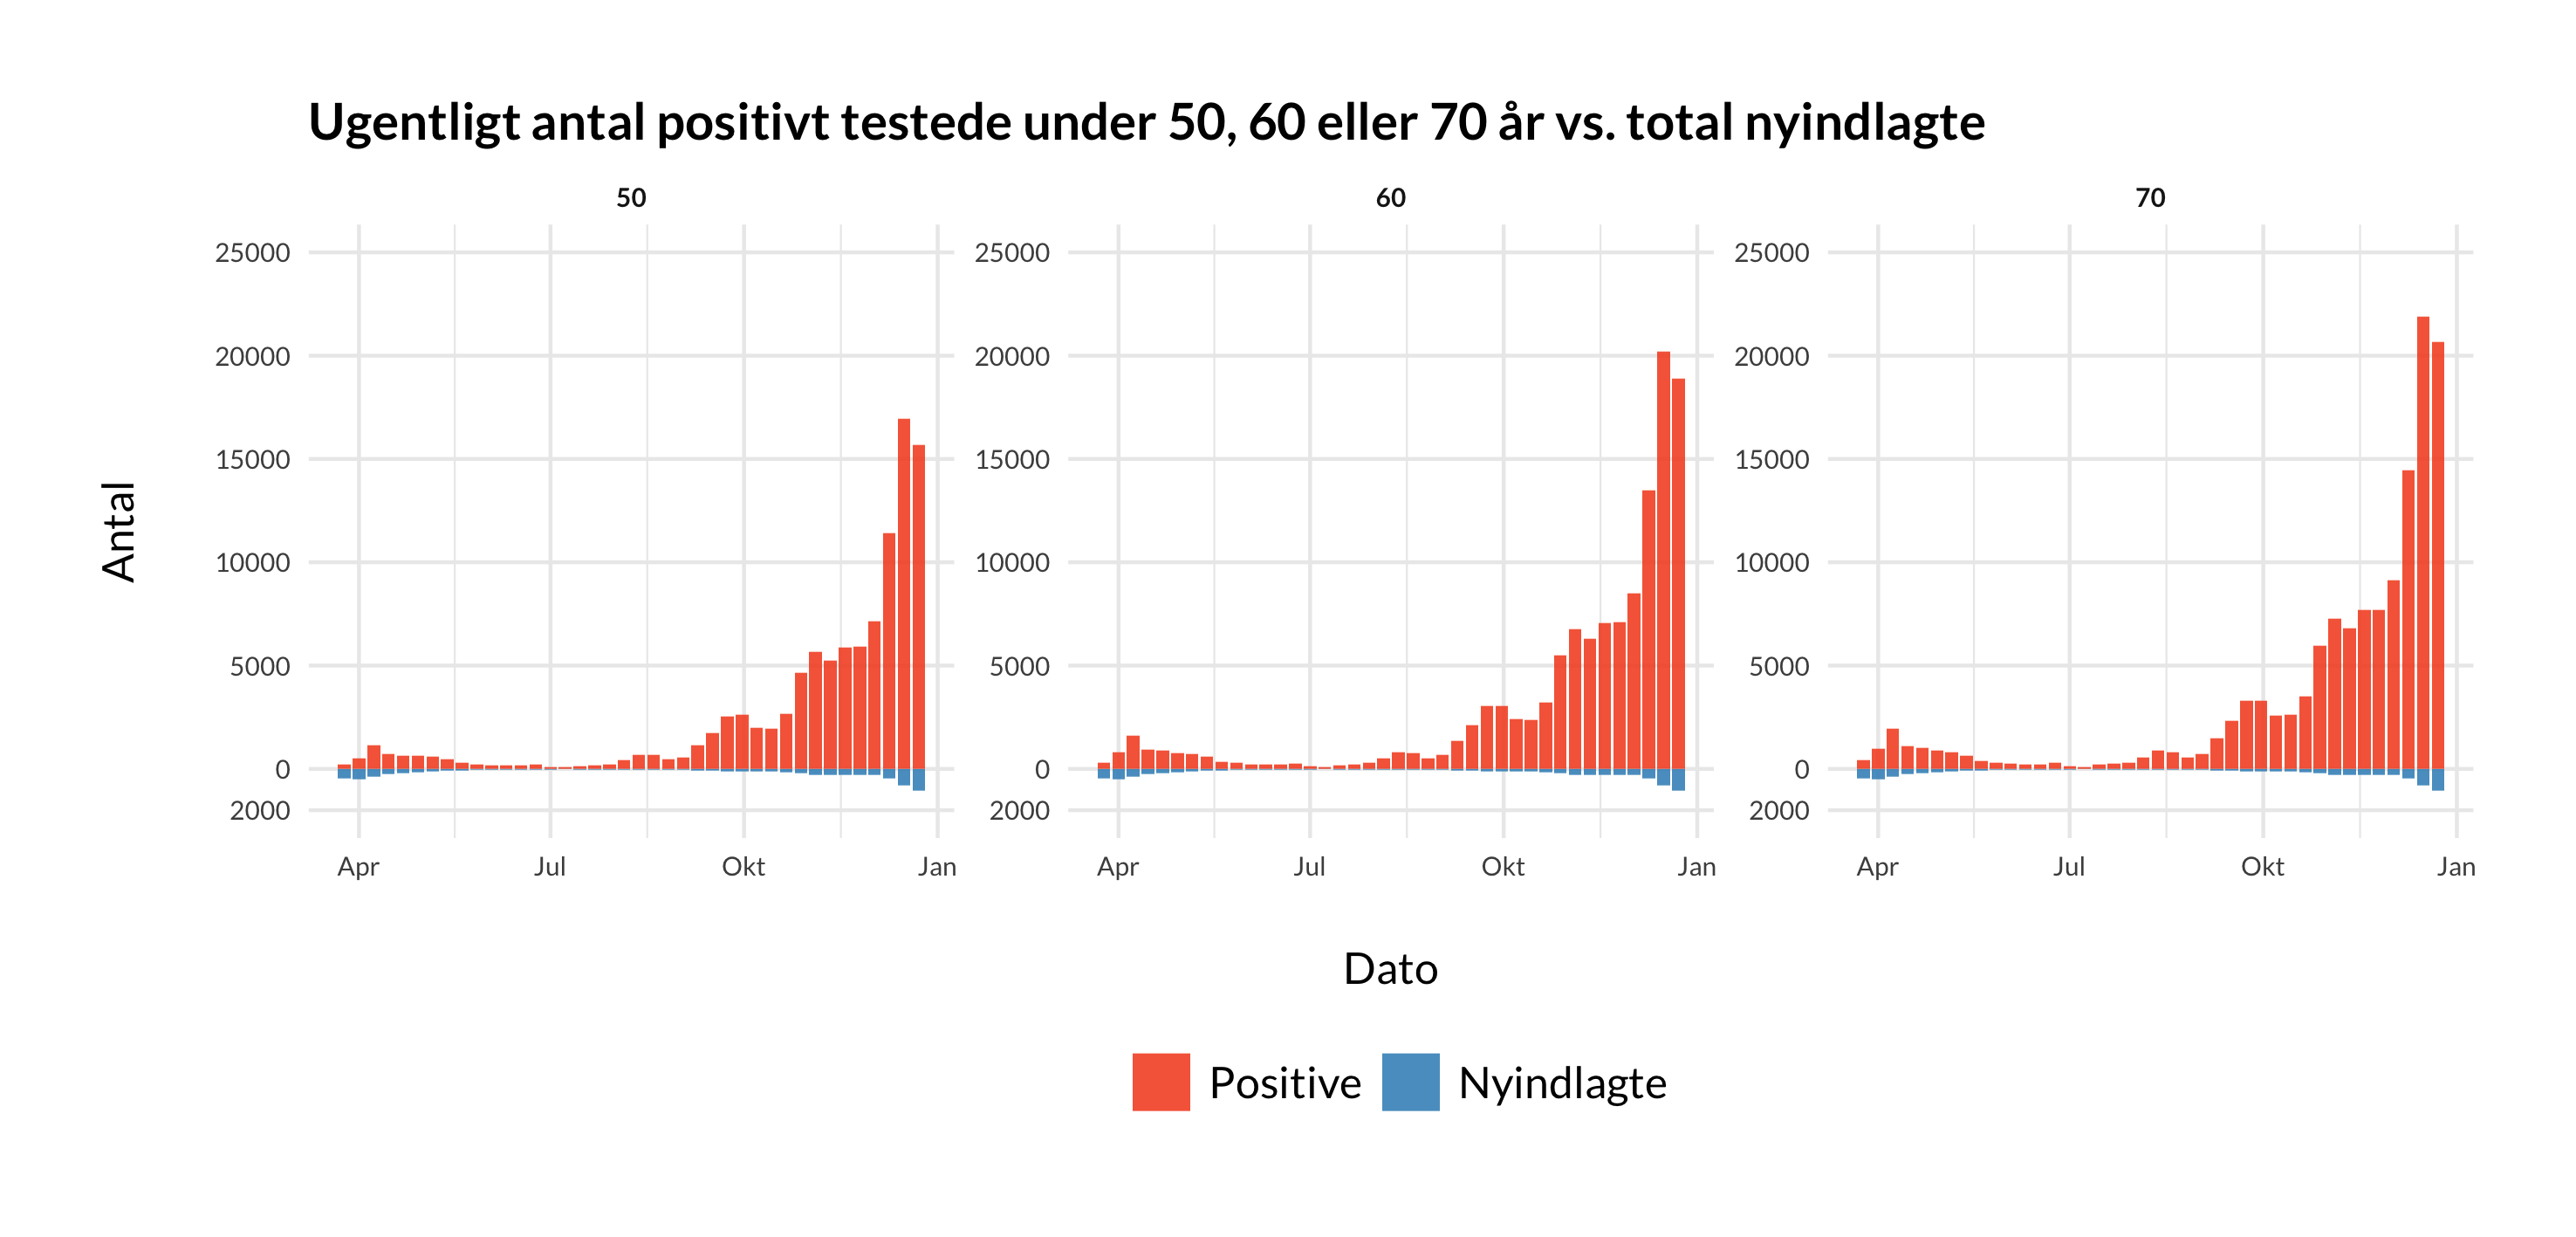 Ugentligt antal positivt testede under 50, 60 eller 70 år vs. total nyindlagte
50 60 70
25000 25000 25000
20000 20000 20000
15000 15000 15000
10000 10000 10000
5000 5000 5000
0 0 0
2000 2000 2000
Antal
Apr Jul Okt Jan Apr Jul Okt Jan Apr Jul Okt Jan
Dato
Positive Nyindlagte